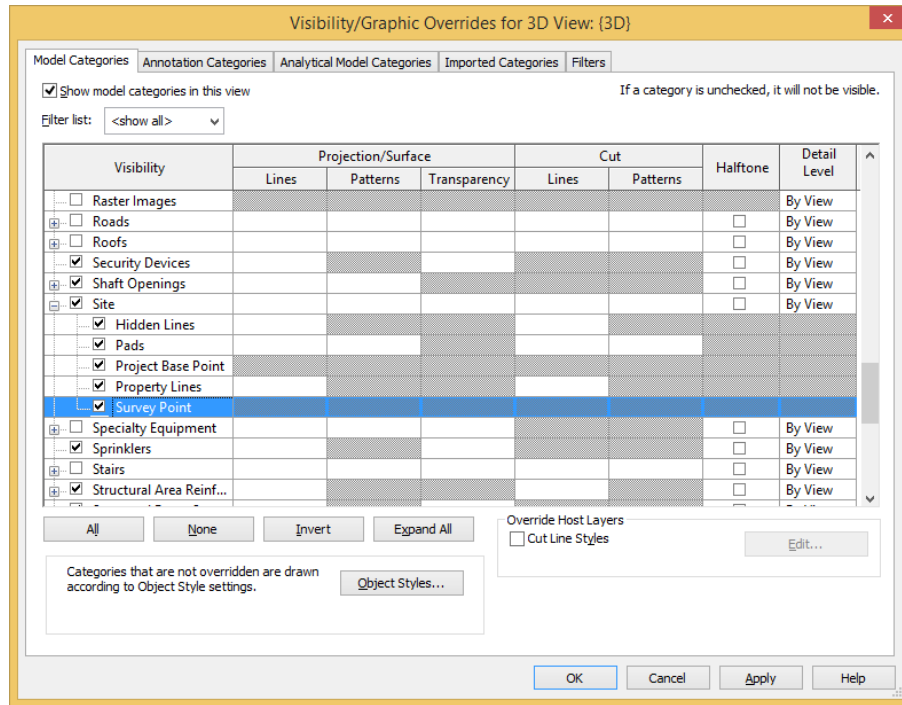 Visibility/Graphic Overrides for 3D View: {3D}
Model Categories Annotation Categories Analytical Model Categories Imported Categories Filters
Show model categories in this view If a category is unchecked, it will not be visible.
Filter list: <show all>
Visibility Projection/Surface Cut Halftone Detail Level
Lines Patterns Transparency Lines Patterns
Raster Images By View
Roads By View
Roofs By View
Security Devices By View
Shaft Openings By View
Site By View
Hidden Lines
Pads
Project Base Point
Property Lines
Survey Point
Specialty Equipment By View
Sprinklers By View
Stairs By View
Structural Area Reinf... By View
All None Invert Expand All
Override Host Layers
Cut Line Styles Edit...
Categories that are not overridden are drawn
according to Object Style settings.
Object Styles...
OK Cancel Apply Help